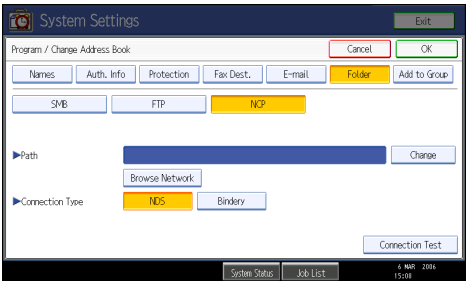 System Settings
Exit
Program / Change Address Book
Cancel
OK
Names
Auth. Info
Protection
Fax Dest.
E-mail
Folder
Add to Group
SMB
FTP
NCP
▶Path
Change
Browse Network
▶Connection Type
NDS
Bindery
Connection Test
System Status
Job List
6 MAR 2006
15:08